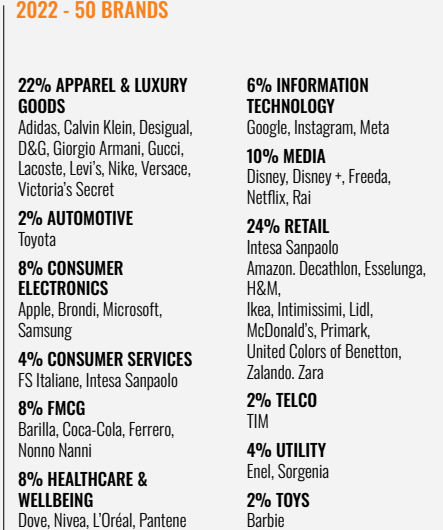 2022 - 50 BRANDS
22% APPAREL & LUXURY
GOODS
Adidas, Calvin Klein, Desigual,
D&G, Giorgio Armani, Gucci,
Lacoste, Levi's, Nike, Versace,
Victoria's Secret
2% AUTOMOTIVE
Toyota
8% CONSUMER
ELECTRONICS
Apple, Brondi, Microsoft,
Samsung
4% CONSUMER SERVICES
FS Italiane, Intesa Sanpaolo
8% FMCG
Barilla, Coca-Cola, Ferrero,
Nonno Nanni
8% HEALTHCARE &
WELLBEING
Dove, Nivea, L'Oréal, Pantene
6% INFORMATION
TECHNOLOGY
Google, Instagram, Meta
10% MEDIA
Disney, Disney +, Freeda,
Netflix, Rai
24% RETAIL
Intesa Sanpaolo
Amazon. Decathlon, Esselunga,
H&M,
Ikea, Intimissimi, Lidl,
McDonald's, Primark,
United Colors of Benetton,
Zalando. Zara
2% TELCO
TIM
4% UTILITY
Enel, Sorgenia
2% TOYS
Barbie